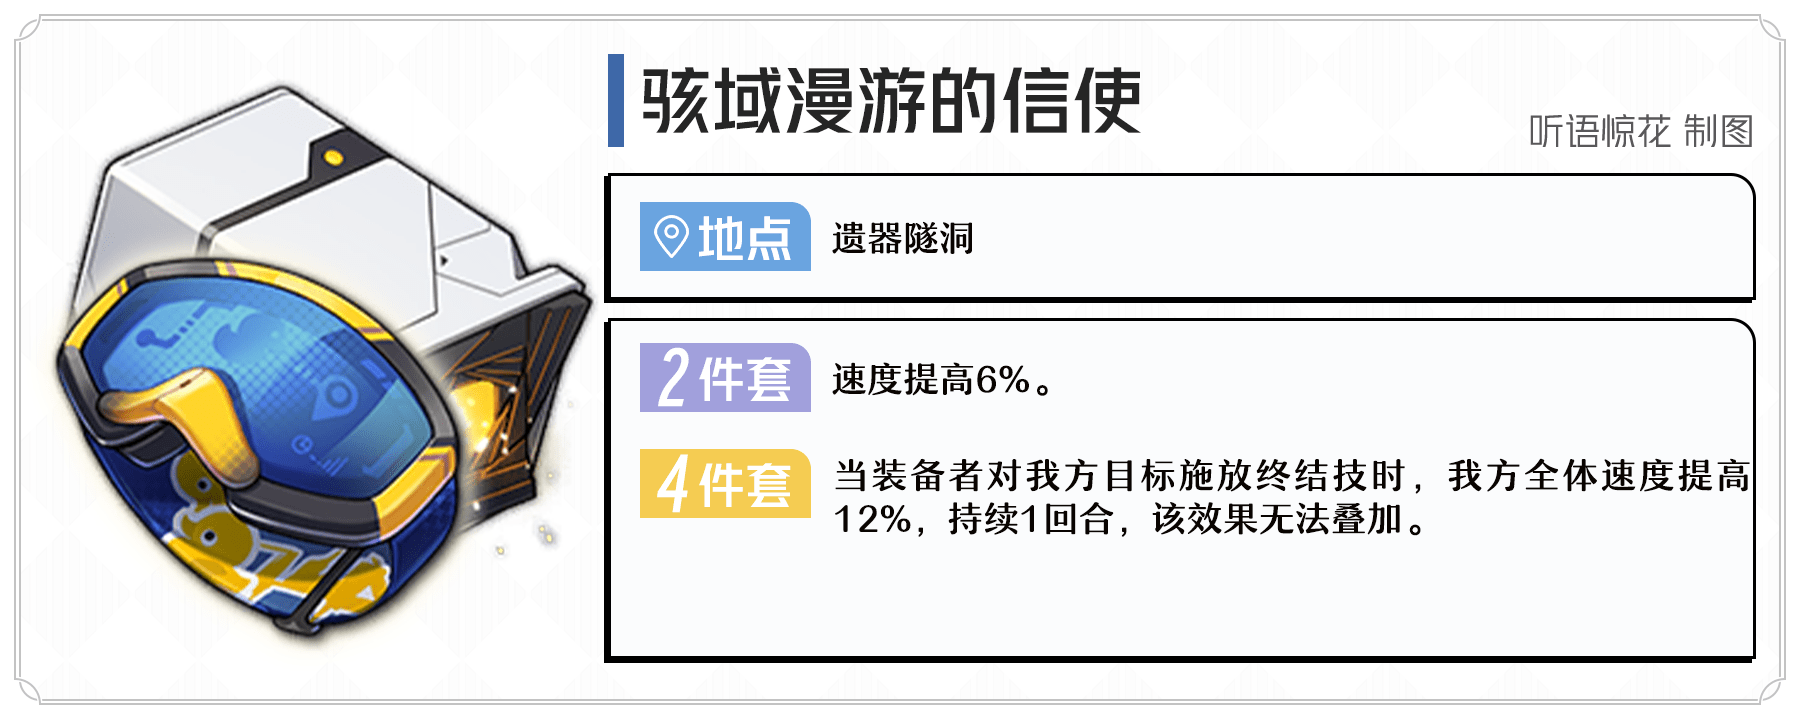 骇域漫游的信使
听语惊花 制图
地点 遗器隧洞
2件套 速度提高6%。
4件套 当装备者对我方目标施放终结技时，我方全体速度提高
12%，持续1回合，该效果无法叠加。